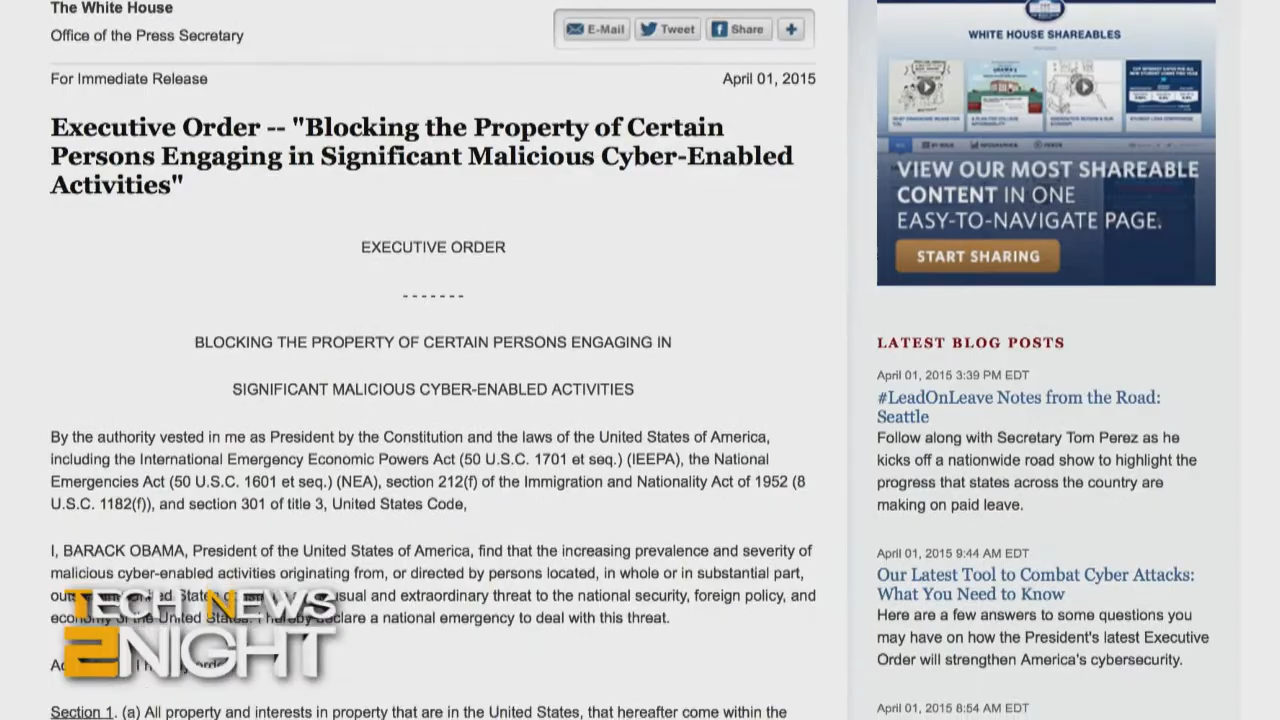 The White House
Office of the Press Secretary
E-Mail
Tweet
Share
For Immediate Release
April 01, 2015
Executive Order -- "Blocking the Property of Certain
Persons Engaging in Significant Malicious Cyber-Enabled
Activities"
EXECUTIVE ORDER
- - - - - - -
BLOCKING THE PROPERTY OF CERTAIN PERSONS ENGAGING IN
SIGNIFICANT MALICIOUS CYBER-ENABLED ACTIVITIES
By the authority vested in me as President by the Constitution and the laws of the United States of America,
including the International Emergency Economic Powers Act (50 U.S.C. 1701 et seq.) (IEEPA), the National
Emergencies Act (50 U.S.C. 1601 et seq.) (NEA), section 212(f) of the Immigration and Nationality Act of 1952 (8
U.S.C. 1182(f)), and section 301 of title 3, United States Code,
I, BARACK OBAMA, President of the United States of America, find that the increasing prevalence and severity of
malicious cyber-enabled activities originating from, or directed by persons located, in whole or in substantial part,
and extraordinary threat to the national security, foreign policy, and
of the United States. I hereby declare a national emergency to deal with this threat.
Section 1. (a) All property and interests in property that are in the United States, that hereafter come within the
TECH NEWS
2NIGHT
WHITE HOUSE SHAREABLES
VIEW OUR MOST SHAREABLE
CONTENT IN ONE
EASY-TO-NAVIGATE PAGE.
START SHARING
LATEST BLOG POSTS
April 01, 2015 3:39 PM EDT
#LeadOnLeave Notes from the Road:
Seattle
Follow along with Secretary Tom Perez as he
kicks off a nationwide road show to highlight the
progress that states across the country are
making on paid leave.
April 01, 2015 9:44 AM EDT
Our Latest Tool to Combat Cyber Attacks:
What You Need to Know
Here are a few answers to some questions you
may have on how the President's latest Executive
Order will strengthen America's cybersecurity.
April 01, 2015 8:54 AM EDT